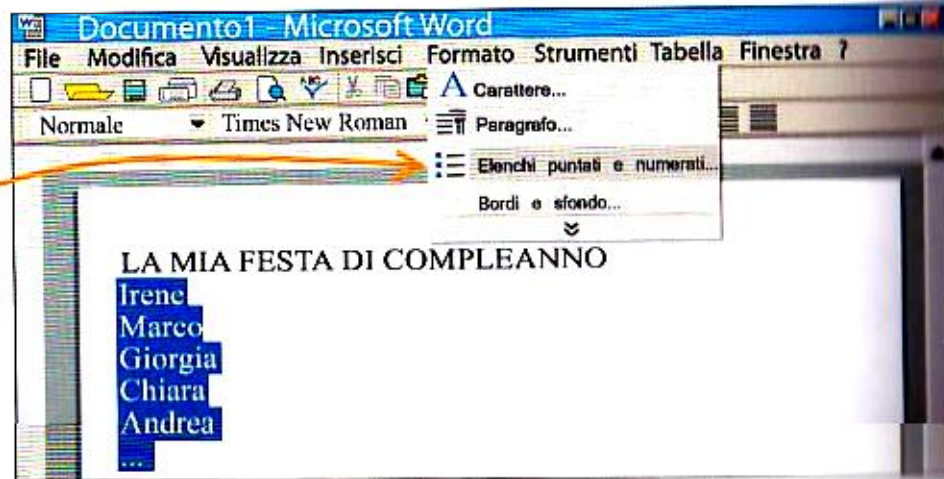 Documento1 - Microsoft Word
File Modifica Visualizza Inserisci Formato Strumenti Tabella Finestra ?
Carattere...
Normale Times New Roman
Paragrafo...
Elenchi puntati e numerati...
Bordi e sfondo...
LA MIA FESTA DI COMPLEANNO
Irene
Marco
Giorgia
Chiara
Andrea
...